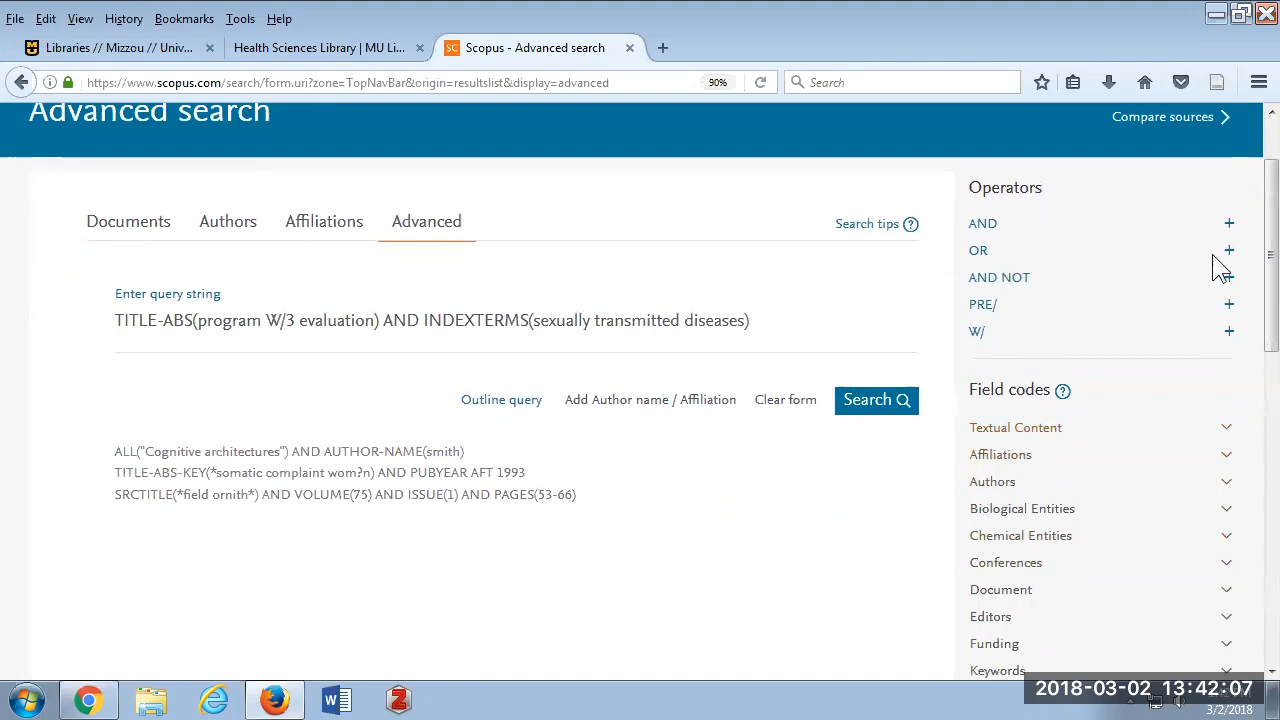 File Edit View History Bookmarks Tools Help
Libraries // Mizzou // Univ... × Health Sciences Library | MU Li... × SC Scopus - Advanced search × +
https://www.scopus.com/search/form.uri?zone=TopNavBar&origin=resultslist&display=advanced 90% Search
Advanced search
Compare sources
Documents Authors Affiliations Advanced
Search tips ?
Enter query string
TITLE-ABS(program W/3 evaluation) AND INDEXTERMS(sexually transmitted diseases)
Outline query Add Author name / Affiliation Clear form Search
ALL("Cognitive architectures") AND AUTHOR-NAME(smith)
TITLE-ABS-KEY(*somatic complaint wom?n) AND PUBYEAR AFT 1993
SRCTITLE(*field ornith*) AND VOLUME(75) AND ISSUE(1) AND PAGES(53-66)
Operators
AND +
OR +
AND NOT +
PRE/ +
W/ +
Field codes ?
Textual Content
Affiliations
Authors
Biological Entities
Chemical Entities
Conferences
Document
Editors
Funding
Keywords
2018-03-02 13:42:07
3/2/2018